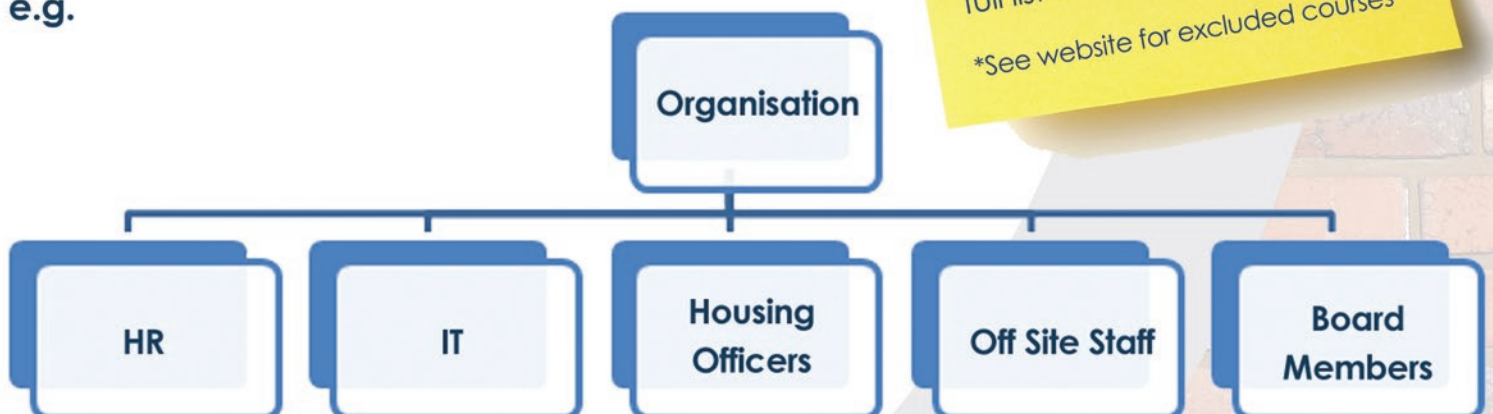 e.g.
*See website for excluded courses
Organisation
HR
IT
Housing
Officers
Off Site Staff
Board
Members